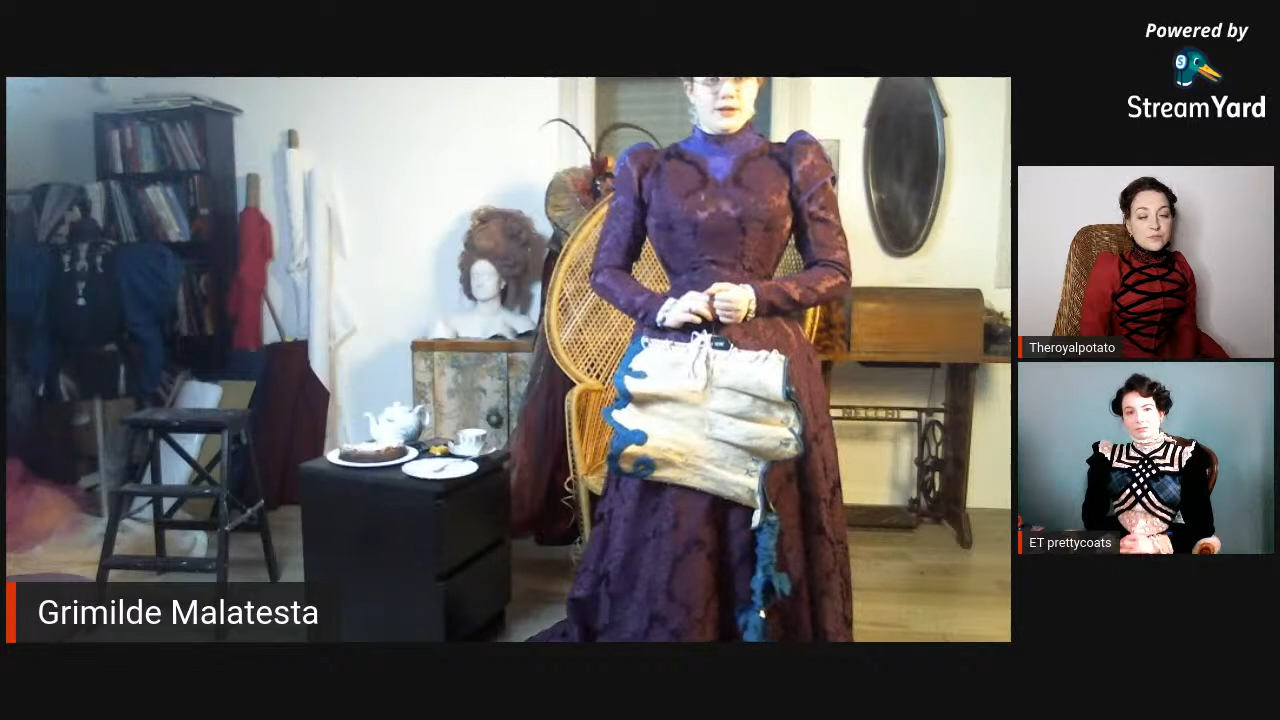 Powered by
StreamYard
Grimilde Malatesta
Theroyalpotato
ET prettycoats
NECCHI